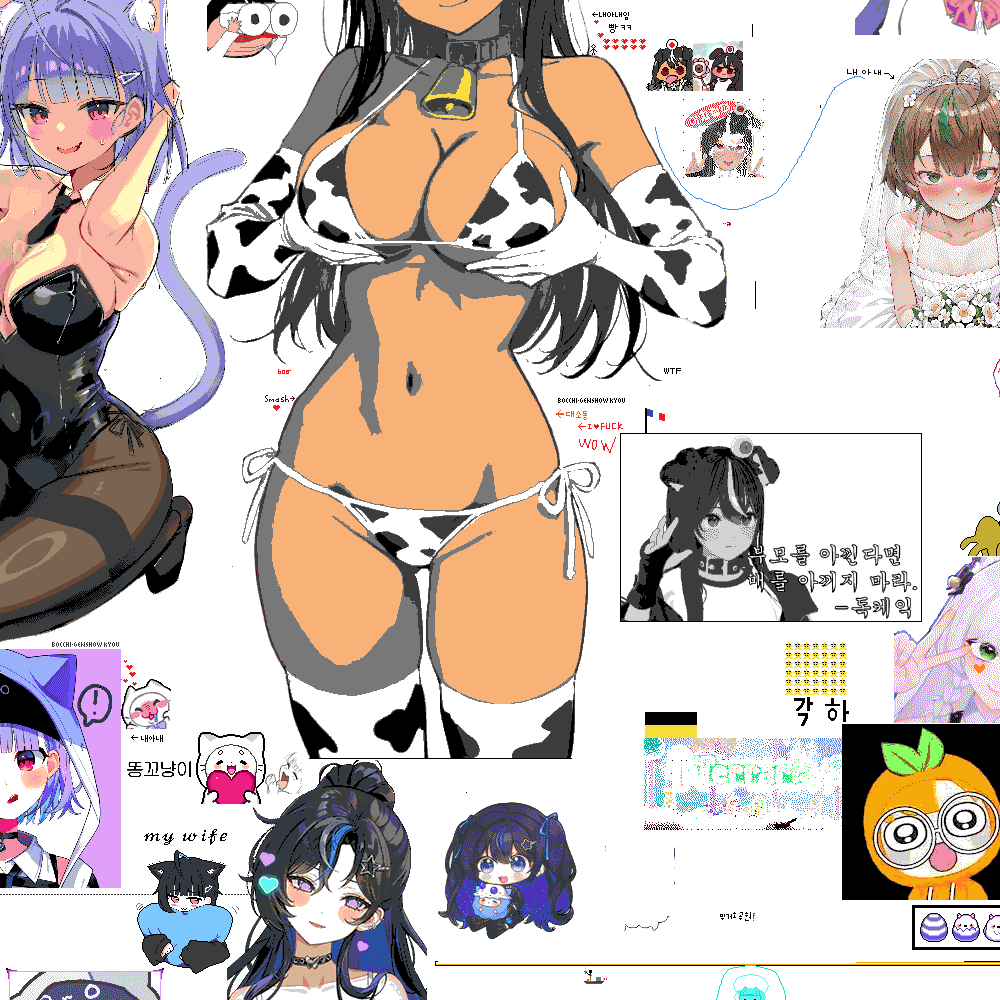 ←내아내임
빵ㅋㅋ
내 아내→
WTF
boob
Smash→
BOCCHI-GENSHOW KYOU
←대소동
←I♥FUCK
WOW
부모를 아낀다면
배를 아끼지 마라.
-독케익
BOCCHI-GENSHOW KYOU
각하
← 내아내
똥꼬냥이
my wife